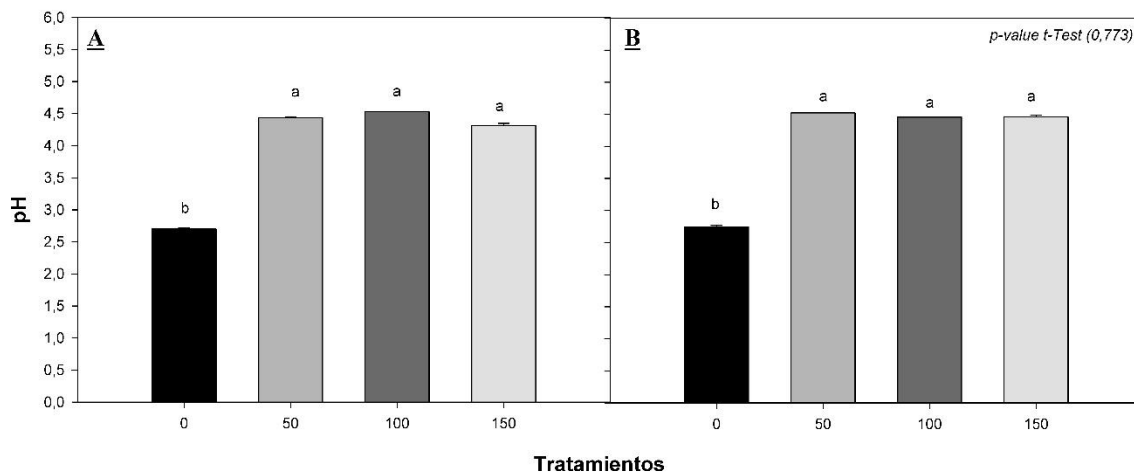 A
B
p-value t-Test (0,773)
pH
6,0
5,5
5,0
4,5
4,0
3,5
3,0
2,5
2,0
1,5
1,0
0,5
0,0
b
a
a
a
b
a
a
a
0
50
100
150
0
50
100
150
Tratamientos